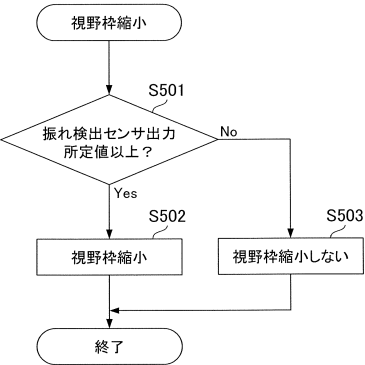 視野枠縮小
S501
振れ検出センサ出力
所定値以上？
No
Yes
S502
視野枠縮小
S503
視野枠縮小しない
終了